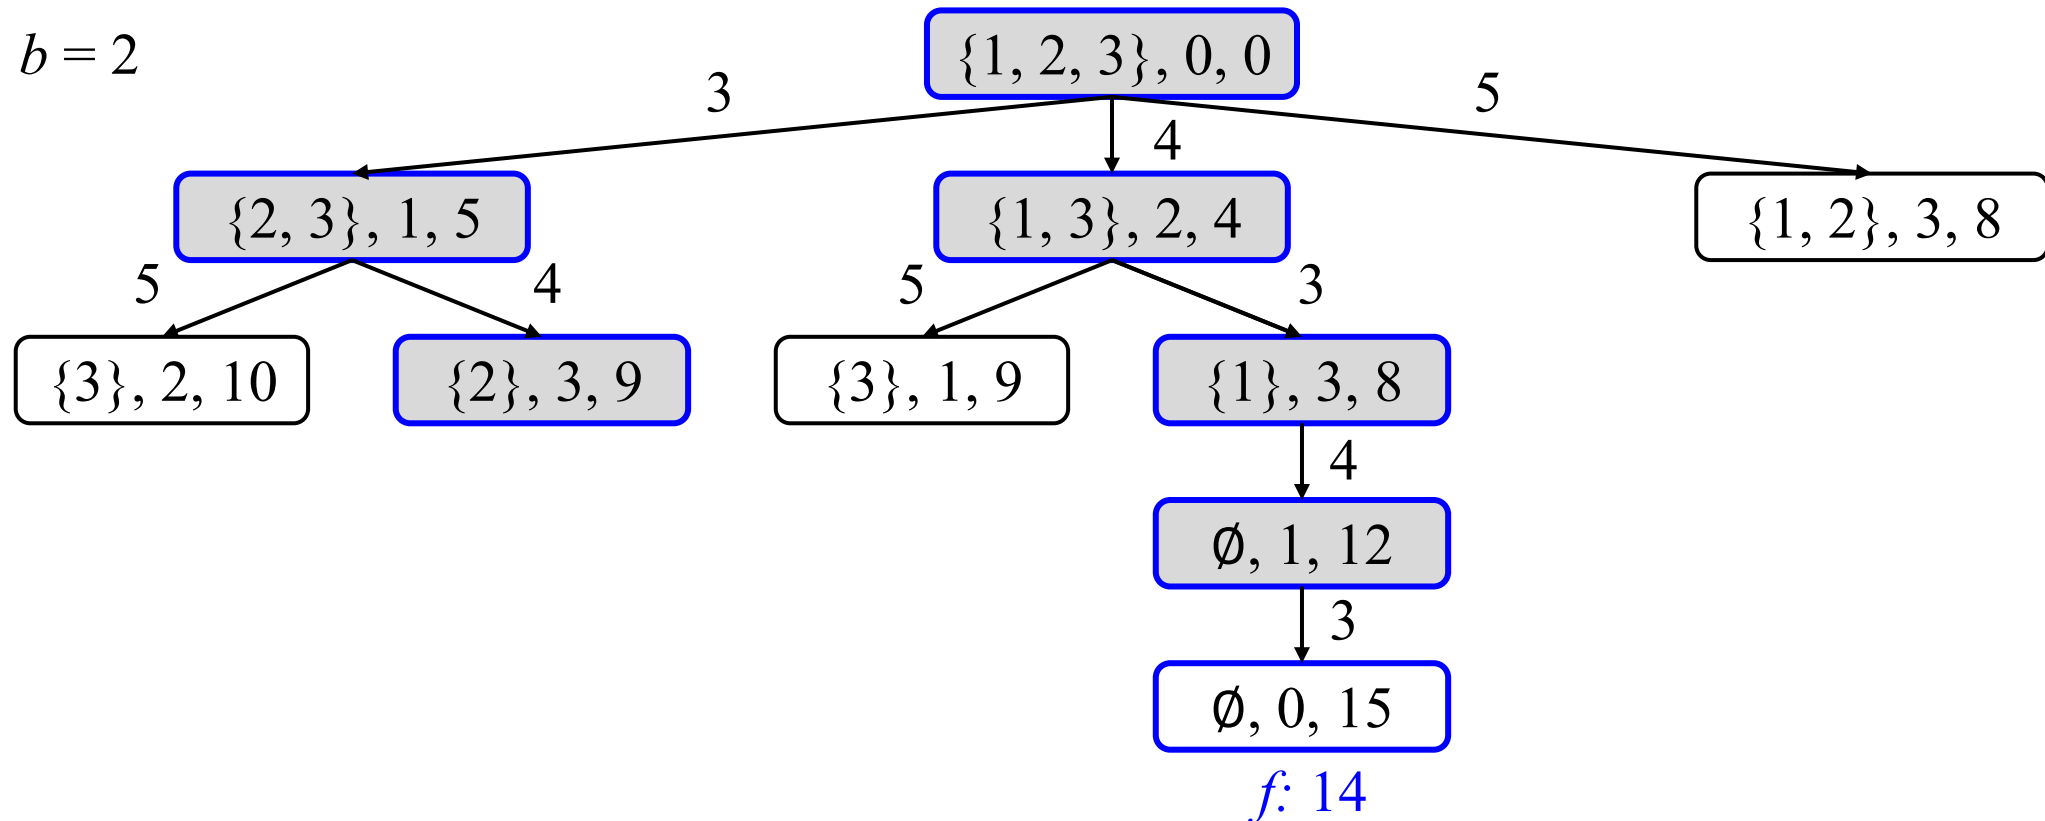 b = 2
{1, 2, 3}, 0, 0
3
4
5
{2, 3}, 1, 5
{1, 3}, 2, 4
{1, 2}, 3, 8
5
4
5
3
{3}, 2, 10
{2}, 3, 9
{3}, 1, 9
{1}, 3, 8
4
∅, 1, 12
3
∅, 0, 15
f: 14